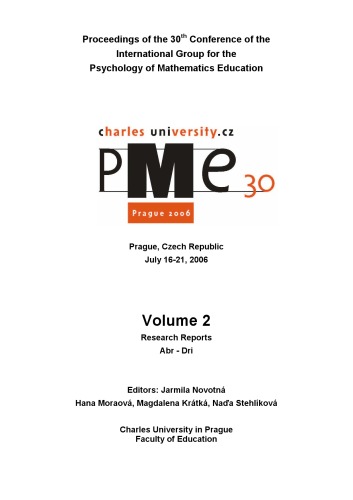 Proceedings of the 30th Conference of the
International Group for the
Psychology of Mathematics Education
charles university.cz
PME 30
Prague 2006
Prague, Czech Republic
July 16-21, 2006
Volume 2
Research Reports
Abr - Dri
Editors: Jarmila Novotná
Hana Moraová, Magdalena Krátká, Naďa Stehlíková
Charles University in Prague
Faculty of Education